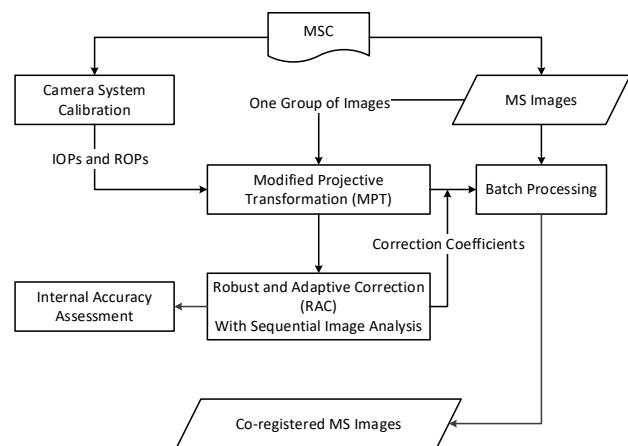 MSC
Camera System
Calibration
MS Images
One Group of Images
IOPs and ROPs
Modified Projective
Transformation (MPT)
Batch Processing
Correction Coefficients
Robust and Adaptive Correction
(RAC)
With Sequential Image Analysis
Internal Accuracy
Assessment
Co-registered MS Images